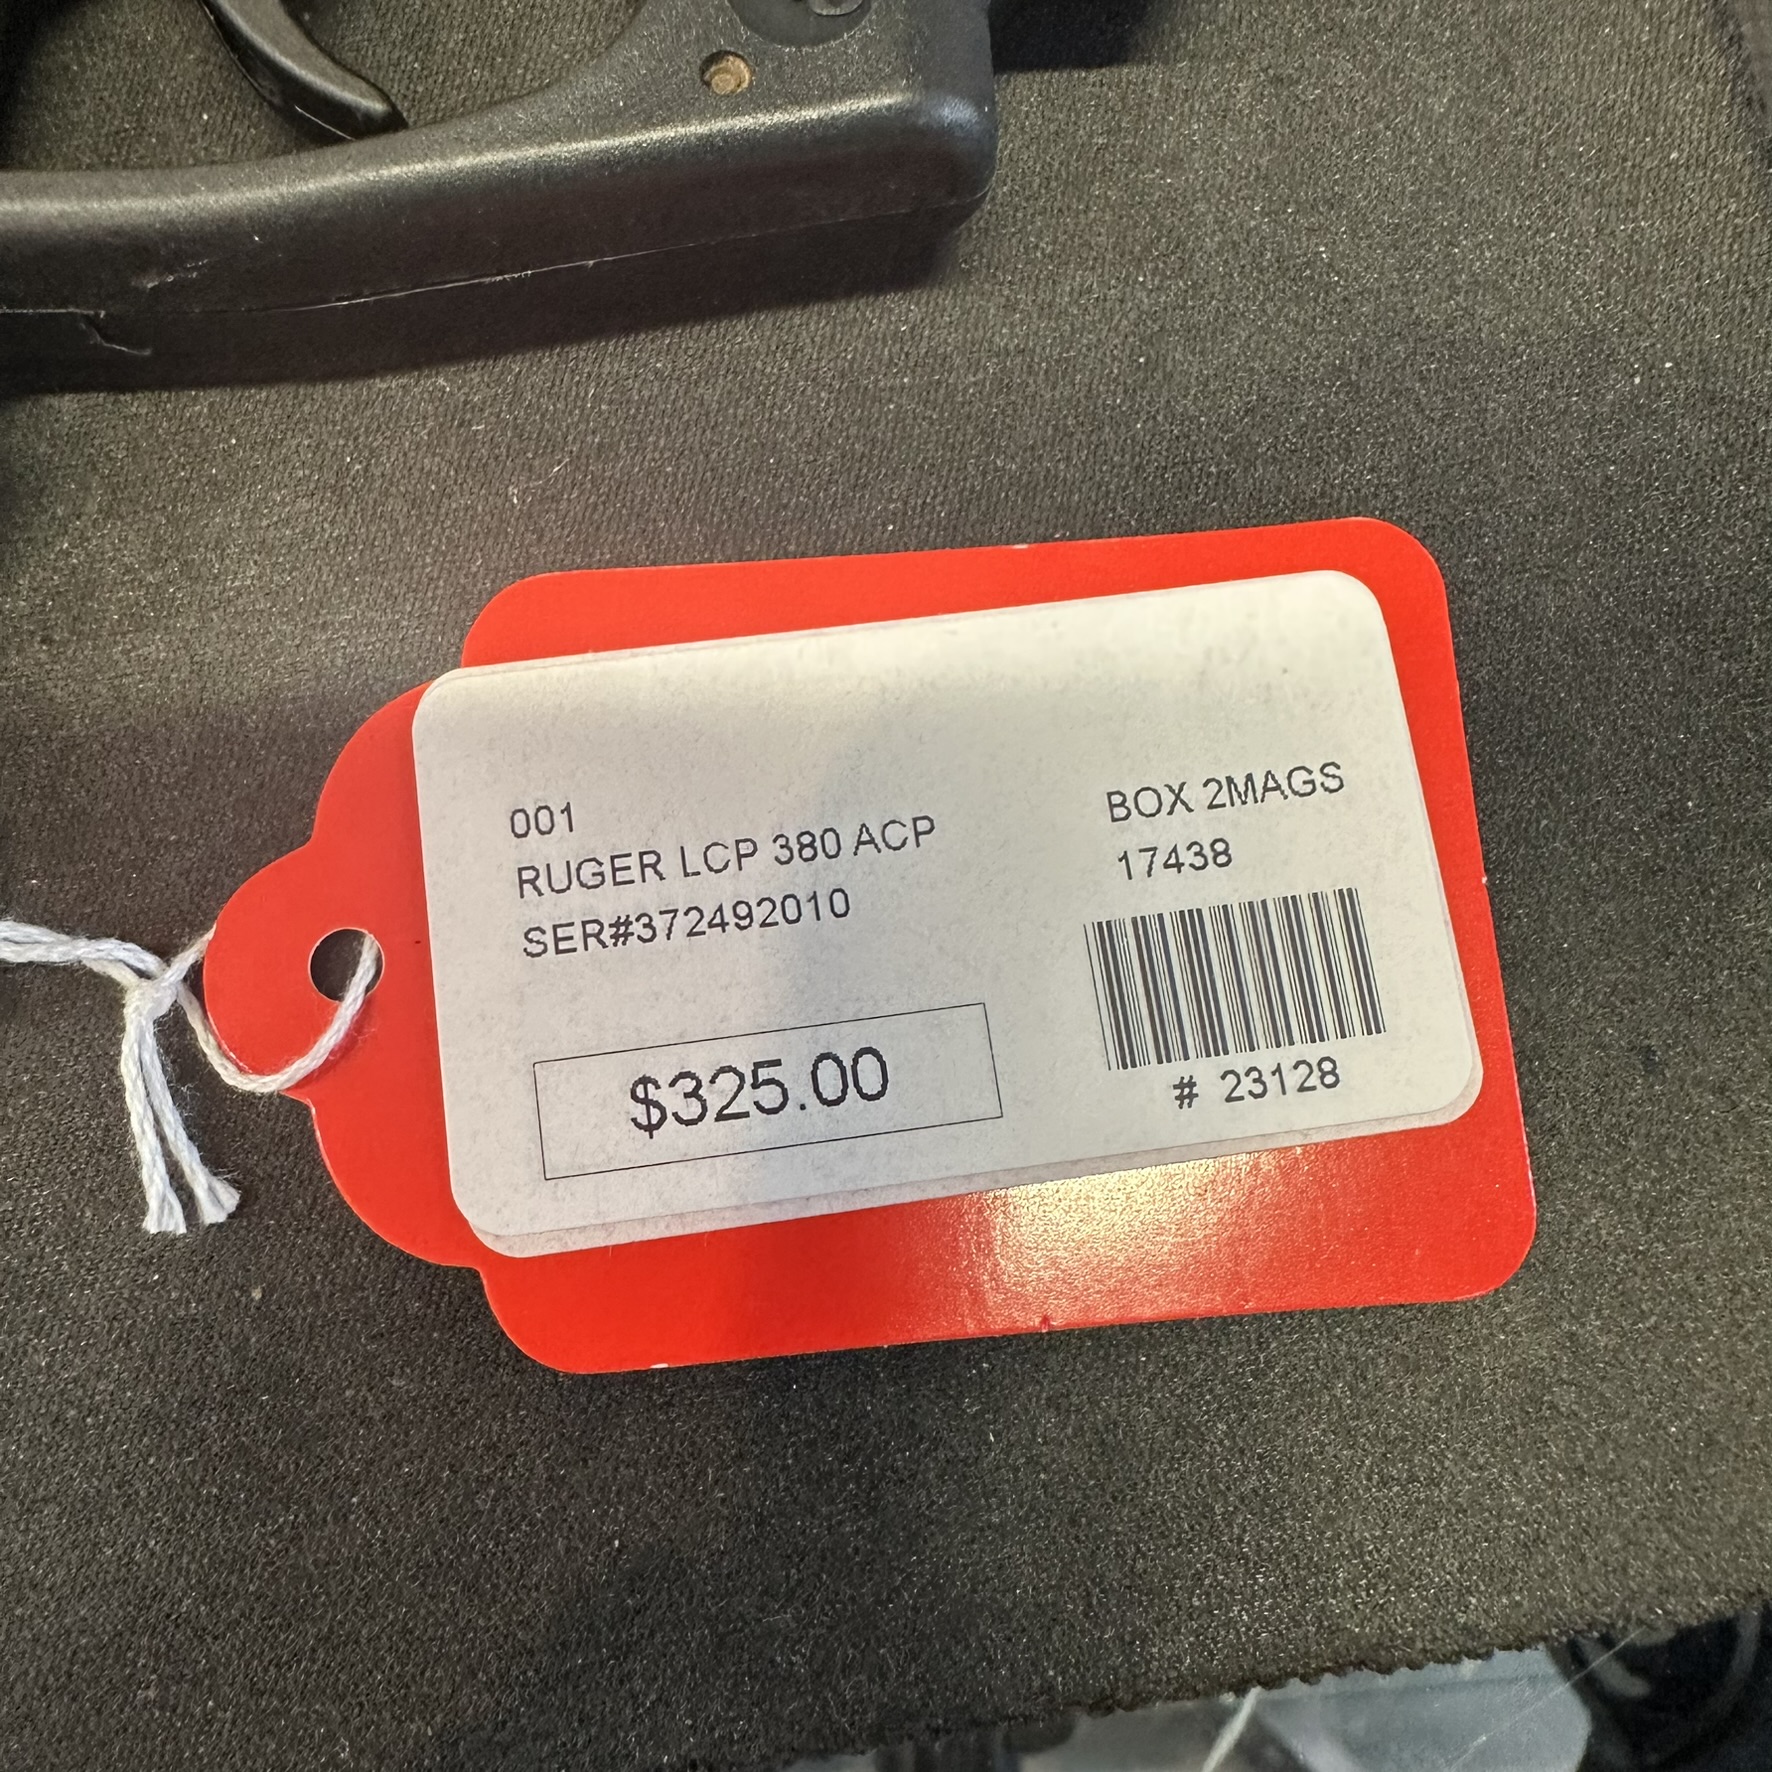 001
RUGER LCP 380 ACP
SER#372492010
BOX 2MAGS
17438
$325.00
# 23128